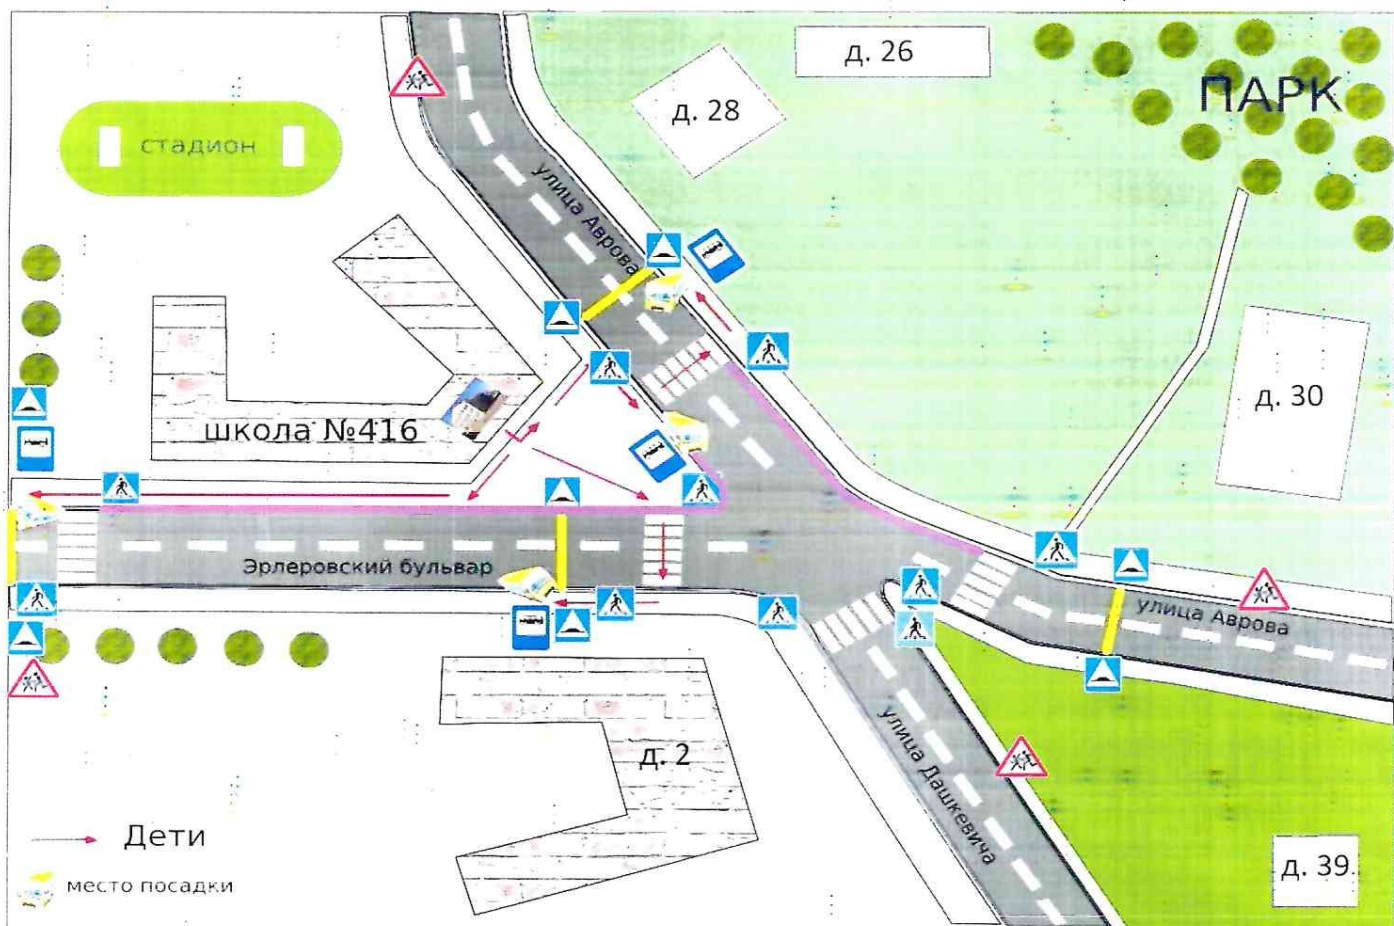 д. 26
ПАРК
д. 28
стадион
улица Аврова
д. 30
школа №416
Эрлеровский бульвар
улица Аврова
д. 2
улица Дашкевича
Дети
д. 39
место посадки